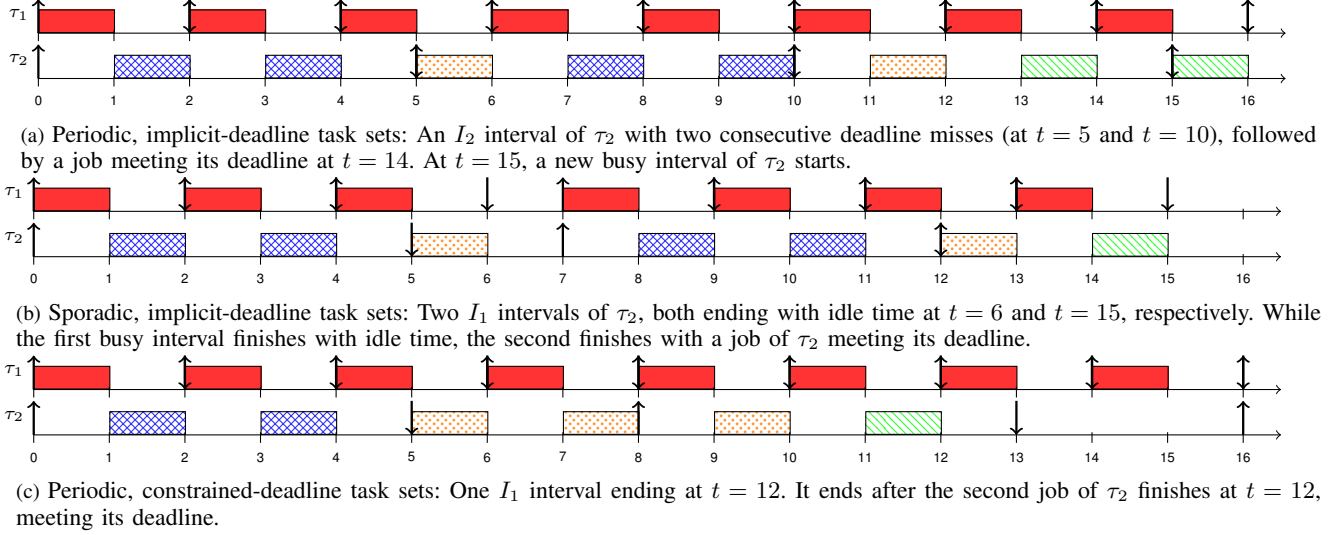 τ₁
τ₂
0 1 2 3 4 5 6 7 8 9 10 11 12 13 14 15 16
(a) Periodic, implicit-deadline task sets: An I₂ interval of τ₂ with two consecutive deadline misses (at t = 5 and t = 10), followed
by a job meeting its deadline at t = 14. At t = 15, a new busy interval of τ₂ starts.
τ₁
τ₂
0 1 2 3 4 5 6 7 8 9 10 11 12 13 14 15 16
(b) Sporadic, implicit-deadline task sets: Two I₁ intervals of τ₂, both ending with idle time at t = 6 and t = 15, respectively. While
the first busy interval finishes with idle time, the second finishes with a job of τ₂ meeting its deadline.
τ₁
τ₂
0 1 2 3 4 5 6 7 8 9 10 11 12 13 14 15 16
(c) Periodic, constrained-deadline task sets: One I₁ interval ending at t = 12. It ends after the second job of τ₂ finishes at t = 12,
meeting its deadline.